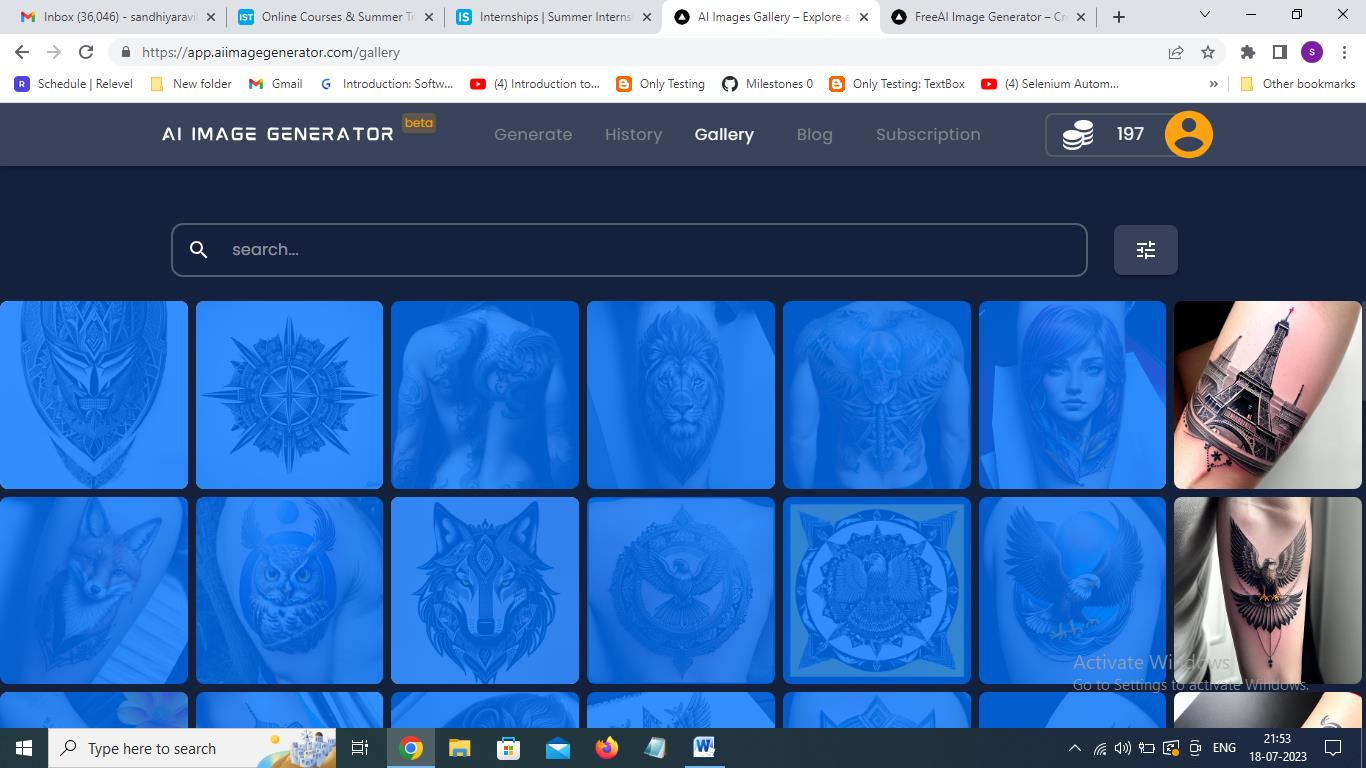 Inbox (36,046) - sandhiyaravil
Online Courses & Summer Tr
Internships | Summer Internsh
AI Images Gallery – Explore a
FreeAI Image Generator – Cre
https://app.aiimagegenerator.com/gallery
S
Schedule | Relevel
New folder
Gmail
Introduction: Softw...
(4) Introduction to...
Only Testing
Milestones 0
Only Testing: TextBox
(4) Selenium Autom...
»
Other bookmarks
AI IMAGE GENERATOR beta
Generate
History
Gallery
Blog
Subscription
197
search...
Activate Windows
Go to Settings to activate Windows.
Type here to search
ENG
21:53
18-07-2023